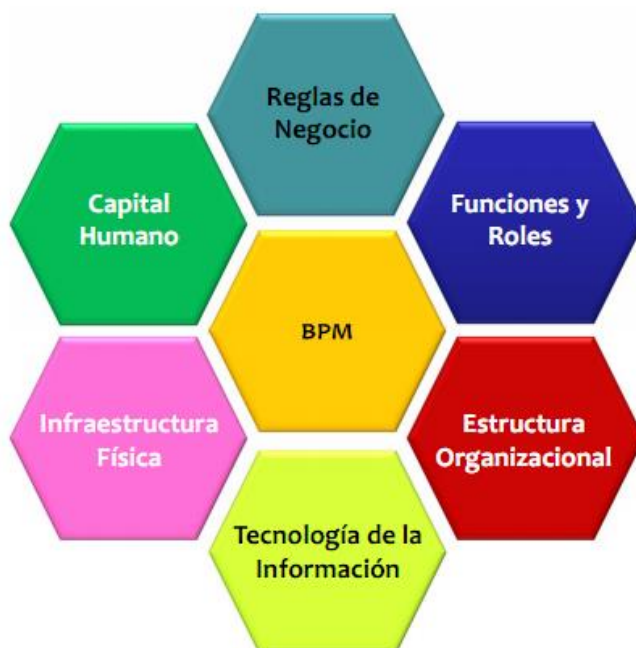 Reglas de
Negocio
Capital
Humano
Funciones y
Roles
BPM
Infraestructura
Física
Estructura
Organizacional
Tecnología de la
Información